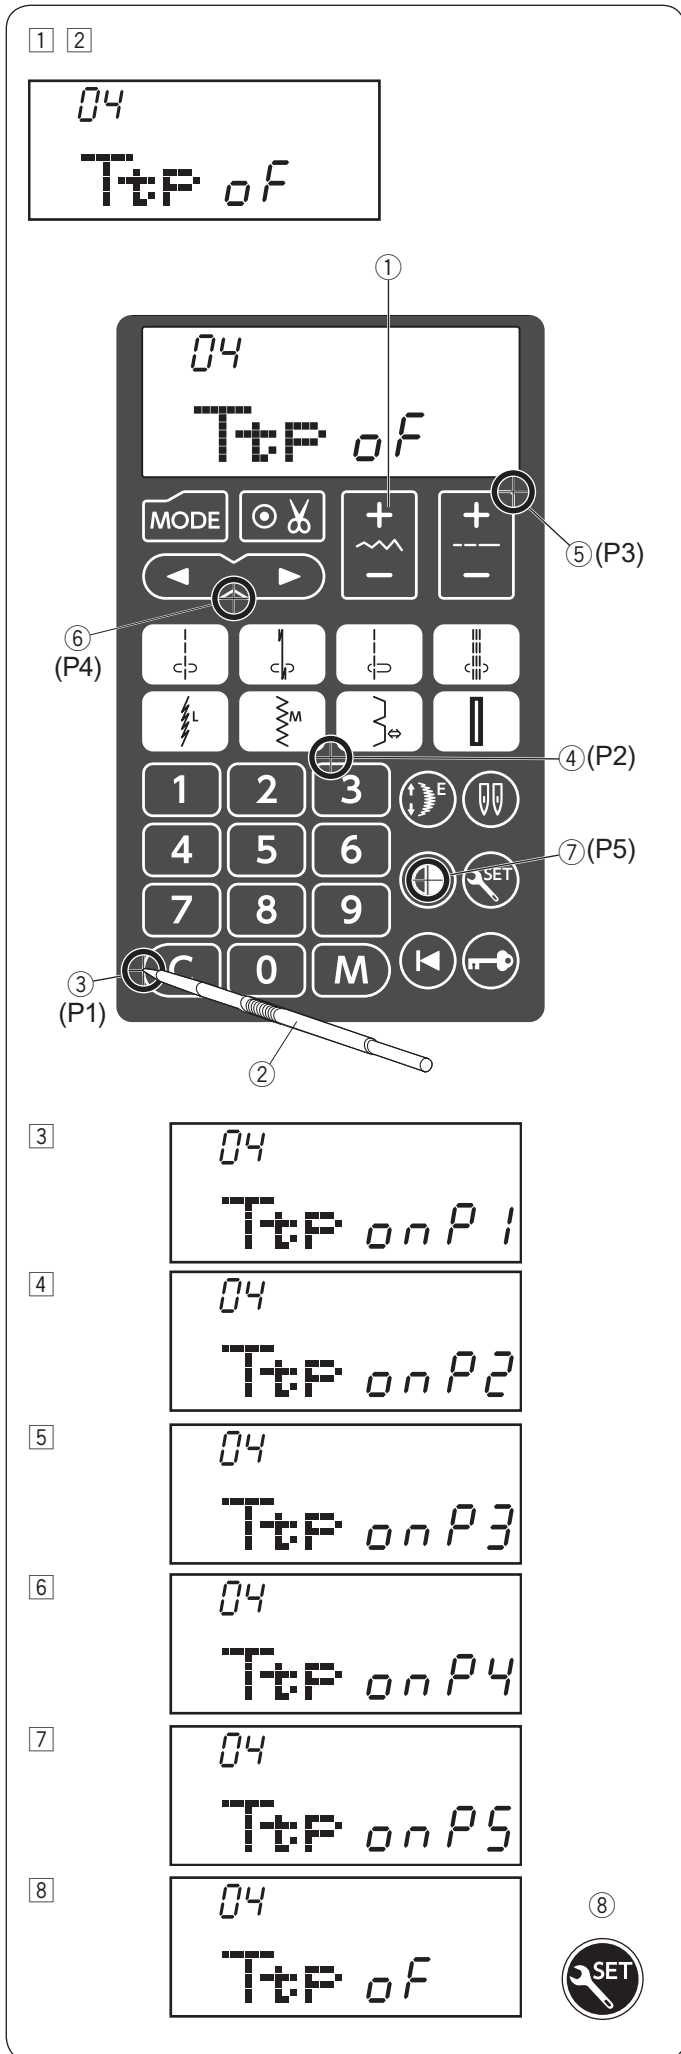 1 2
04
Ttp oF
①
04
Ttp oF
MODE
⑤(P3)
⑥
(P4)
L
M
④(P2)
1 2 3
E
⑦(P5)
4 5 6
SET
7 8 9
③
(P1)
C 0 M
②
3
04
Ttp onP1
4
04
Ttp onP2
5
04
Ttp onP3
6
04
Ttp onP4
7
04
Ttp onP5
8
04
⑧
Ttp oF
SET